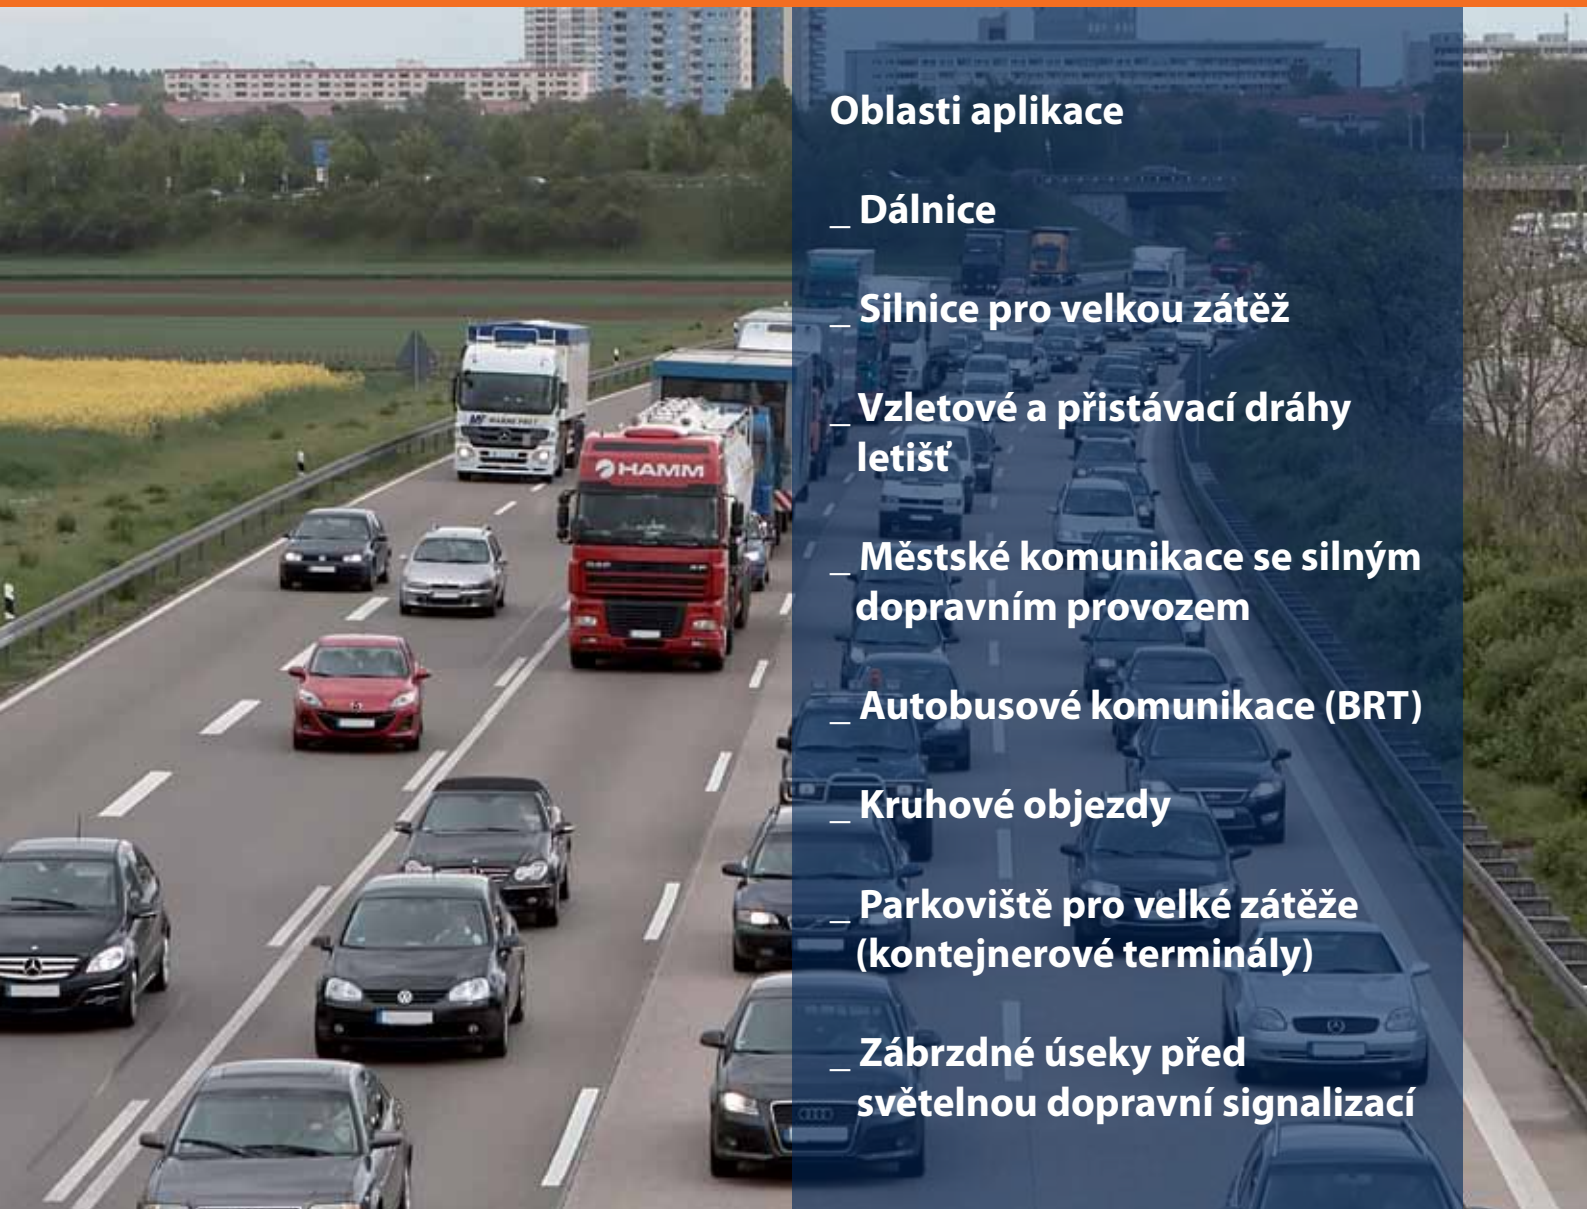 Oblasti aplikace
_ Dálnice
_ Silnice pro velkou zátěž
_ Vzletové a přistávací dráhy
letišť
_ Městské komunikace se silným
dopravním provozem
_ Autobusové komunikace (BRT)
_ Kruhové objezdy
_ Parkoviště pro velké zátěže
(kontejnerové terminály)
_ Zábrzdné úseky před
světelnou dopravní signalizací
HAMM